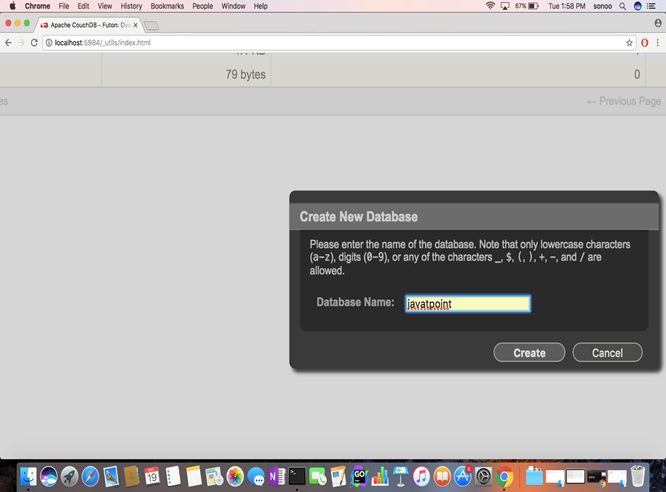 Chrome File Edit View History Bookmarks People Window Help 67% Tue 1:58 PM sonoo
Apache CouchDB - Futon: Ove
localhost:5984/_utils/index.html
79 bytes 0
es ← Previous Page
Create New Database
Please enter the name of the database. Note that only lowercase characters
(a-z), digits (0-9), or any of the characters _, $, (, ), +, -, and / are
allowed.
Database Name: javatpoint
Create Cancel
19
GO